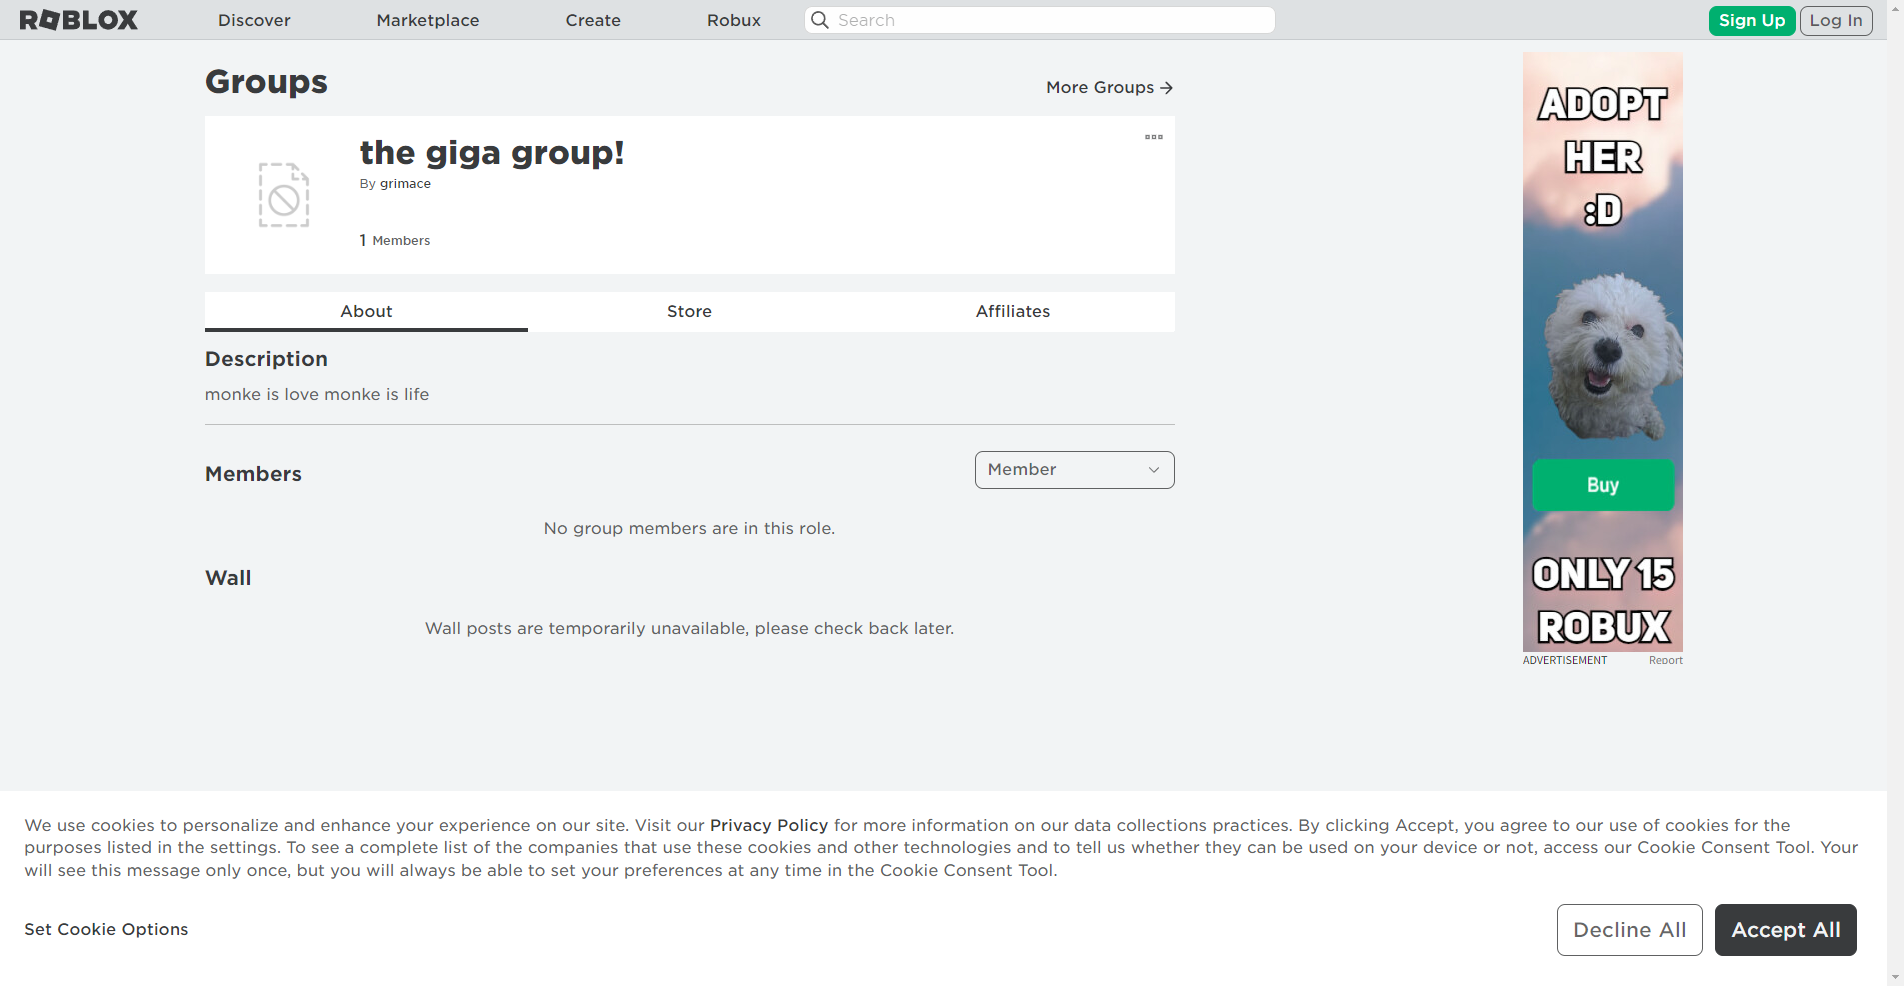 ROBLOX
Discover
Marketplace
Create
Robux
Search
Sign Up
Log In
Groups
More Groups →
the giga group!
By grimace
1 Members
About
Store
Affiliates
Description
monke is love monke is life
Members
Member
No group members are in this role.
Wall
Wall posts are temporarily unavailable, please check back later.
ADOPT
HER
:D
Buy
ONLY 15
ROBUX
ADVERTISEMENT
Report
We use cookies to personalize and enhance your experience on our site. Visit our Privacy Policy for more information on our data collections practices. By clicking Accept, you agree to our use of cookies for the
purposes listed in the settings. To see a complete list of the companies that use these cookies and other technologies and to tell us whether they can be used on your device or not, access our Cookie Consent Tool. Your
will see this message only once, but you will always be able to set your preferences at any time in the Cookie Consent Tool.
Set Cookie Options
Decline All
Accept All